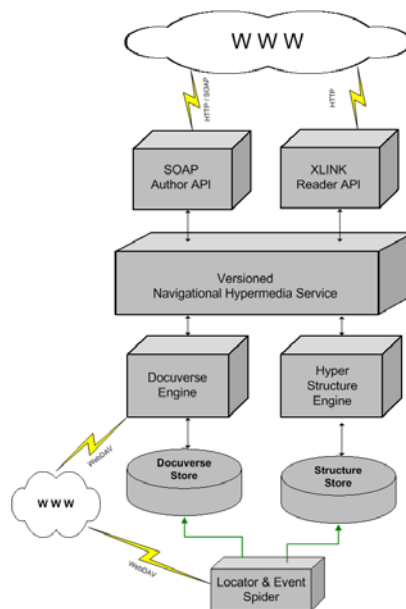 W W W
HTTP / SOAP
HTTP
SOAP
Author API
XLINK
Reader API
Versioned
Navigational Hypermedia Service
Docuverse
Engine
Hyper
Structure
Engine
WebDAV
Docuverse
Store
Structure
Store
W W W
WebDAV
Locator & Event
Spider